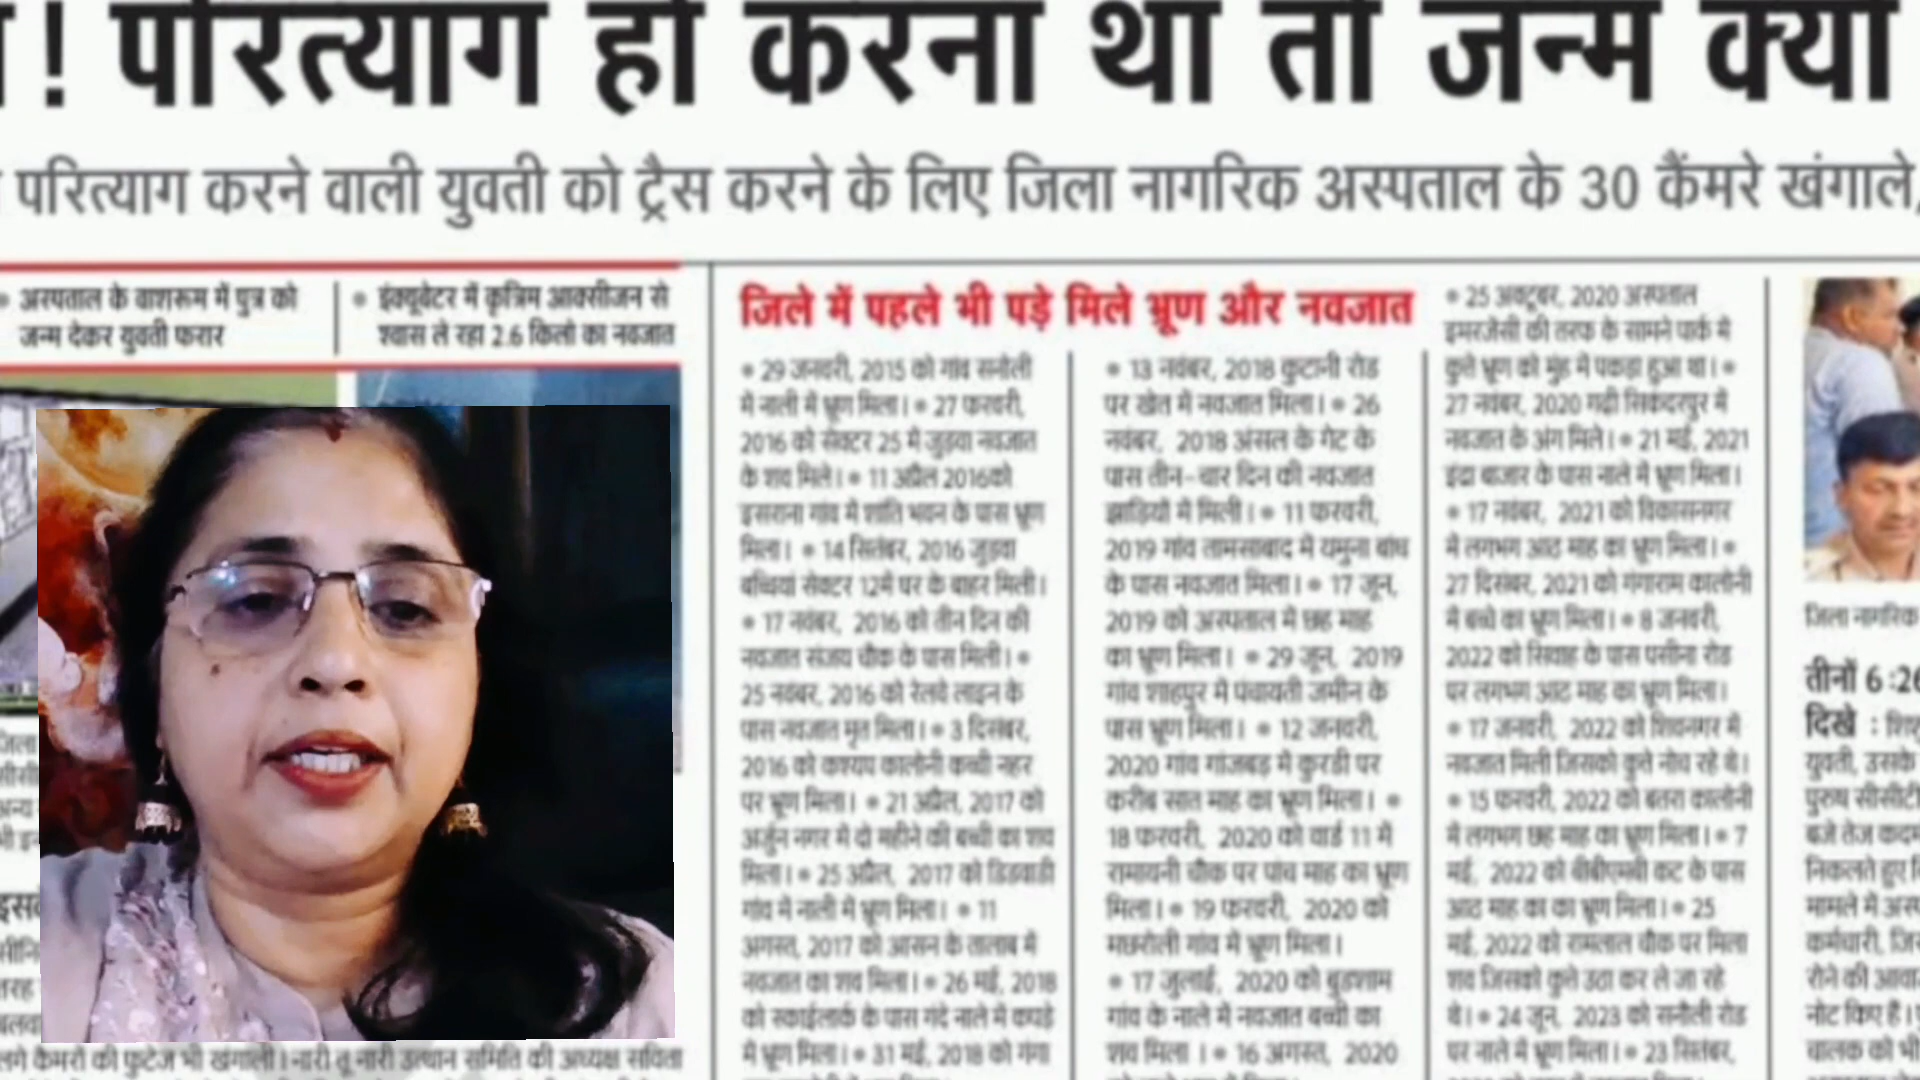 ! परित्याग ही करना था तो जन्म क्यों
परित्याग करने वाली युवती को ट्रैस करने के लिए जिला नागरिक अस्पताल के 30 कैंमरे खंगाले,
• अस्पताल के वाशरूम में पुत्र को
जन्म देकर युवती फरार
• इंक्यूबेटर में कृत्रिम आक्सीजन से
श्वास ले रहा 2.6 किलो का नवजात
जिले में पहले भी पड़े मिले भ्रूण और नवजात
• 29 जनवरी, 2015 को गांव सनौली
में नाली में भ्रूण मिला। • 27 फरवरी,
2016 को सेक्टर 25 में जुड़वा नवजात
के शव मिले। • 11 अप्रैल 2016को
इसराना गांव में शांति भवन के पास भ्रूण
मिला। • 14 सितंबर, 2016 जुड़वा
बच्चियां सेक्टर 12में घर के बाहर मिली।
• 17 नवंबर, 2016 को तीन दिन की
नवजात संजय चौक के पास मिली। •
25 नवंबर, 2016 को रेलवे लाइन के
पास नवजात मृत मिला। • 3 दिसंबर,
2016 को कश्यप कालोनी कच्ची नहर
पर भ्रूण मिला। • 21 अप्रैल, 2017 को
अर्जुन नगर में दो महीने की बच्ची का शव
मिला। • 25 अप्रैल, 2017 को डिडवाडी
गांव में नाली में भ्रूण मिला। • 11
अगस्त, 2017 को आसन के तालाब में
नवजात का शव मिला। • 26 मई, 2018
को स्काईलार्क के पास गंदे नाले में कपड़े
में भ्रूण मिला। • 31 मई, 2018 को गंगा
• 13 नवंबर, 2018 कुटानी रोड
पर खेत में नवजात मिला। • 26
नवंबर, 2018 अंसल के गेट के
पास तीन-चार दिन की नवजात
झाड़ियों में मिली। • 11 फरवरी,
2019 गांव तामसाबाद में यमुना बांध
के पास नवजात मिला। • 17 जून,
2019 को अस्पताल में छह माह
का भ्रूण मिला। • 29 जून, 2019
गांव शाहपुर में पंचायती जमीन के
पास भ्रूण मिला। • 12 जनवरी,
2020 गांव गांजबड़ में कुरडी पर
करीब सात माह का भ्रूण मिला। •
18 फरवरी, 2020 को वार्ड 11 में
रामायनी चौक पर पांच माह का भ्रूण
मिला। • 19 फरवरी, 2020 को
मछरोली गांव में भ्रूण मिला।
• 17 जुलाई, 2020 को बुडशाम
गांव के नाले में नवजात बच्ची का
शव मिला । • 16 अगस्त, 2020
• 25 अक्टूबर, 2020 अस्पताल
इमरजेंसी की तरफ के सामने पार्क में
कुत्ते भ्रूण को मुंह में पकड़ा हुआ था। •
27 नवंबर, 2020 गढ़ी सिकंदरपुर में
नवजात के अंग मिले। • 21 मई, 2021
इंद्रा बाजार के पास नाले में भ्रूण मिला।
• 17 नवंबर, 2021 को विकासनगर
में लगभग आठ माह का भ्रूण मिला। •
27 दिसंबर, 2021 को गंगाराम कालोनी
में बच्चे का भ्रूण मिला। • 8 जनवरी,
2022 को सिवाह के पास पसीना रोड
पर लगभग आठ माह का भ्रूण मिला।
• 17 जनवरी, 2022 को शिवनगर में
नवजात मिली जिसको कुत्ते नोच रहे थे।
• 15 फरवरी, 2022 को बतरा कालोनी
में लगभग छह माह का भ्रूण मिला। • 7
मई, 2022 को बीबीएमबी कट के पास
आठ माह का का भ्रूण मिला। • 25
मई, 2022 को रामलाल चौक पर मिला
शव जिसको कुत्ते उठा कर ले जा रहे
थे। • 24 जून, 2023 को सनौली रोड
पर नाले में भ्रूण मिला। • 23 सितंबर,
जिला नागरिक
तीनों 6:26
दिखे :
युवती, उसके
पुरुष सीसीटी
बजे तेज कदम
निकलते हुए
मामले में
कर्मचारी,
रोने की
नोट किए हैं।
चालक को भी
लगे कैमरों की फुटेज भी खंगाली। नारी तू नारी उत्थान समिति की अध्यक्ष सविता